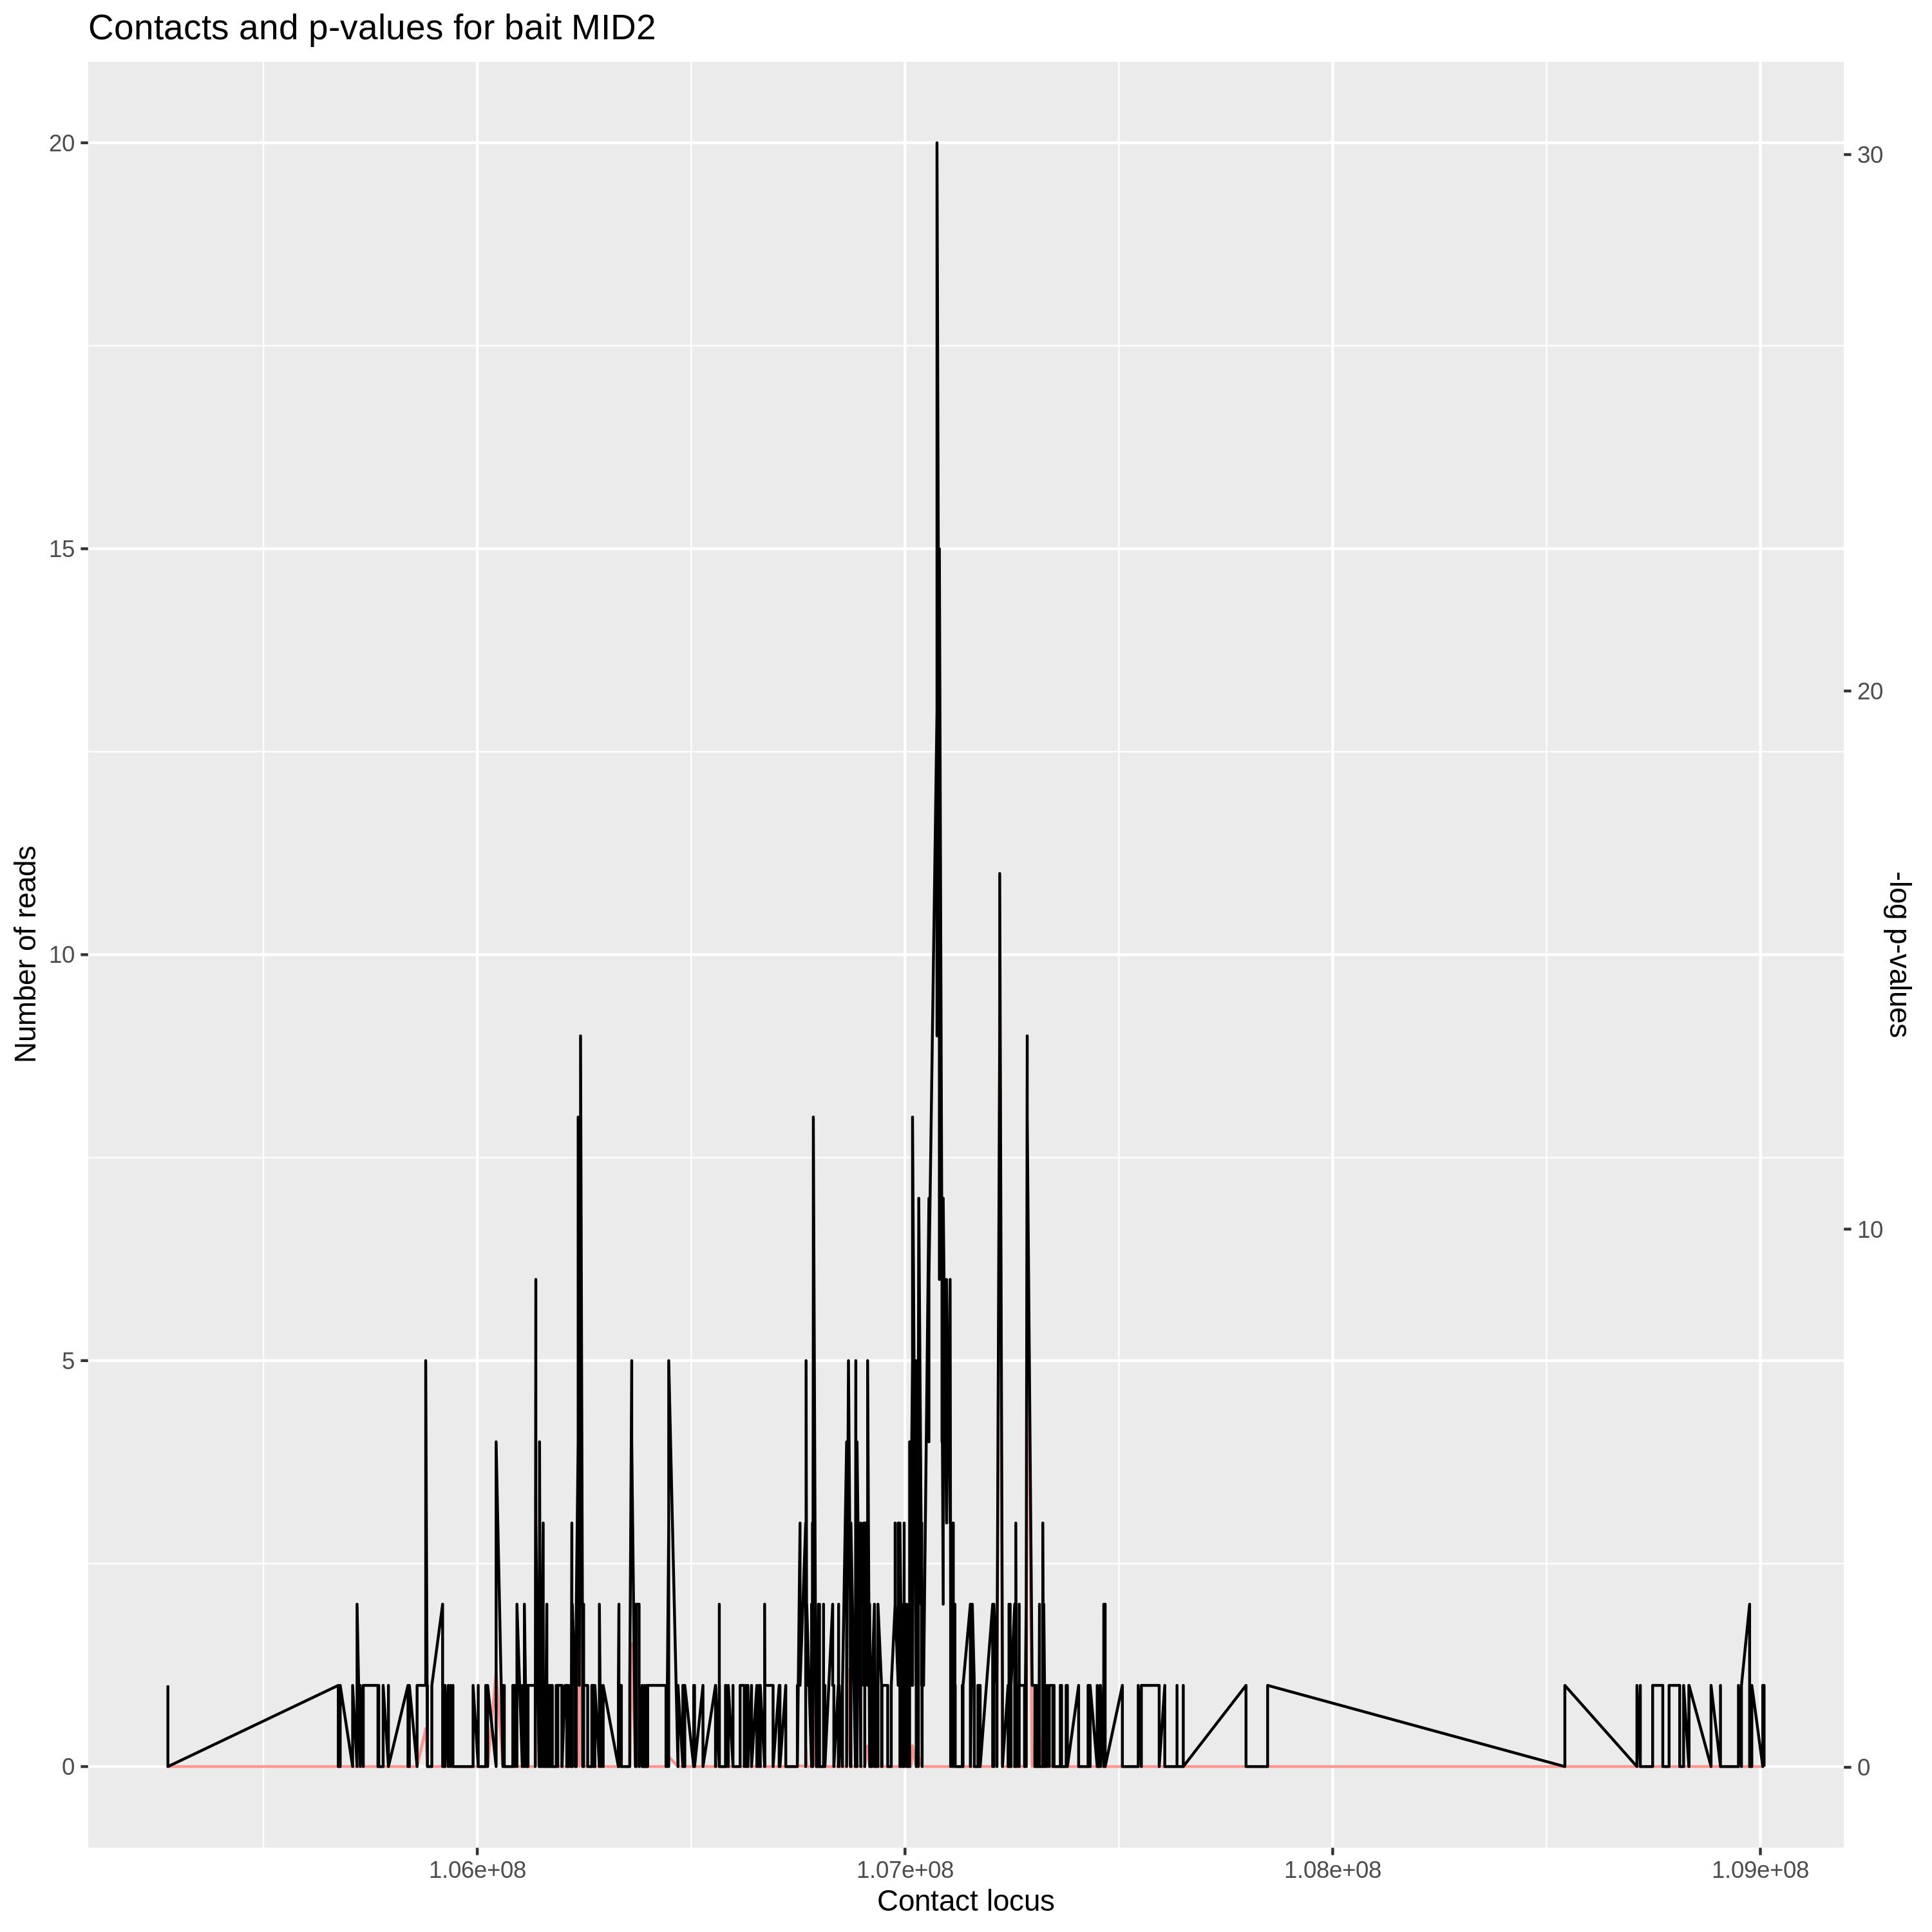 Contacts and p-values for bait MID2
20
15
10
5
0
30
20
10
0
Number of reads
-log p-values
1.06e+08
1.07e+08
1.08e+08
1.09e+08
Contact locus